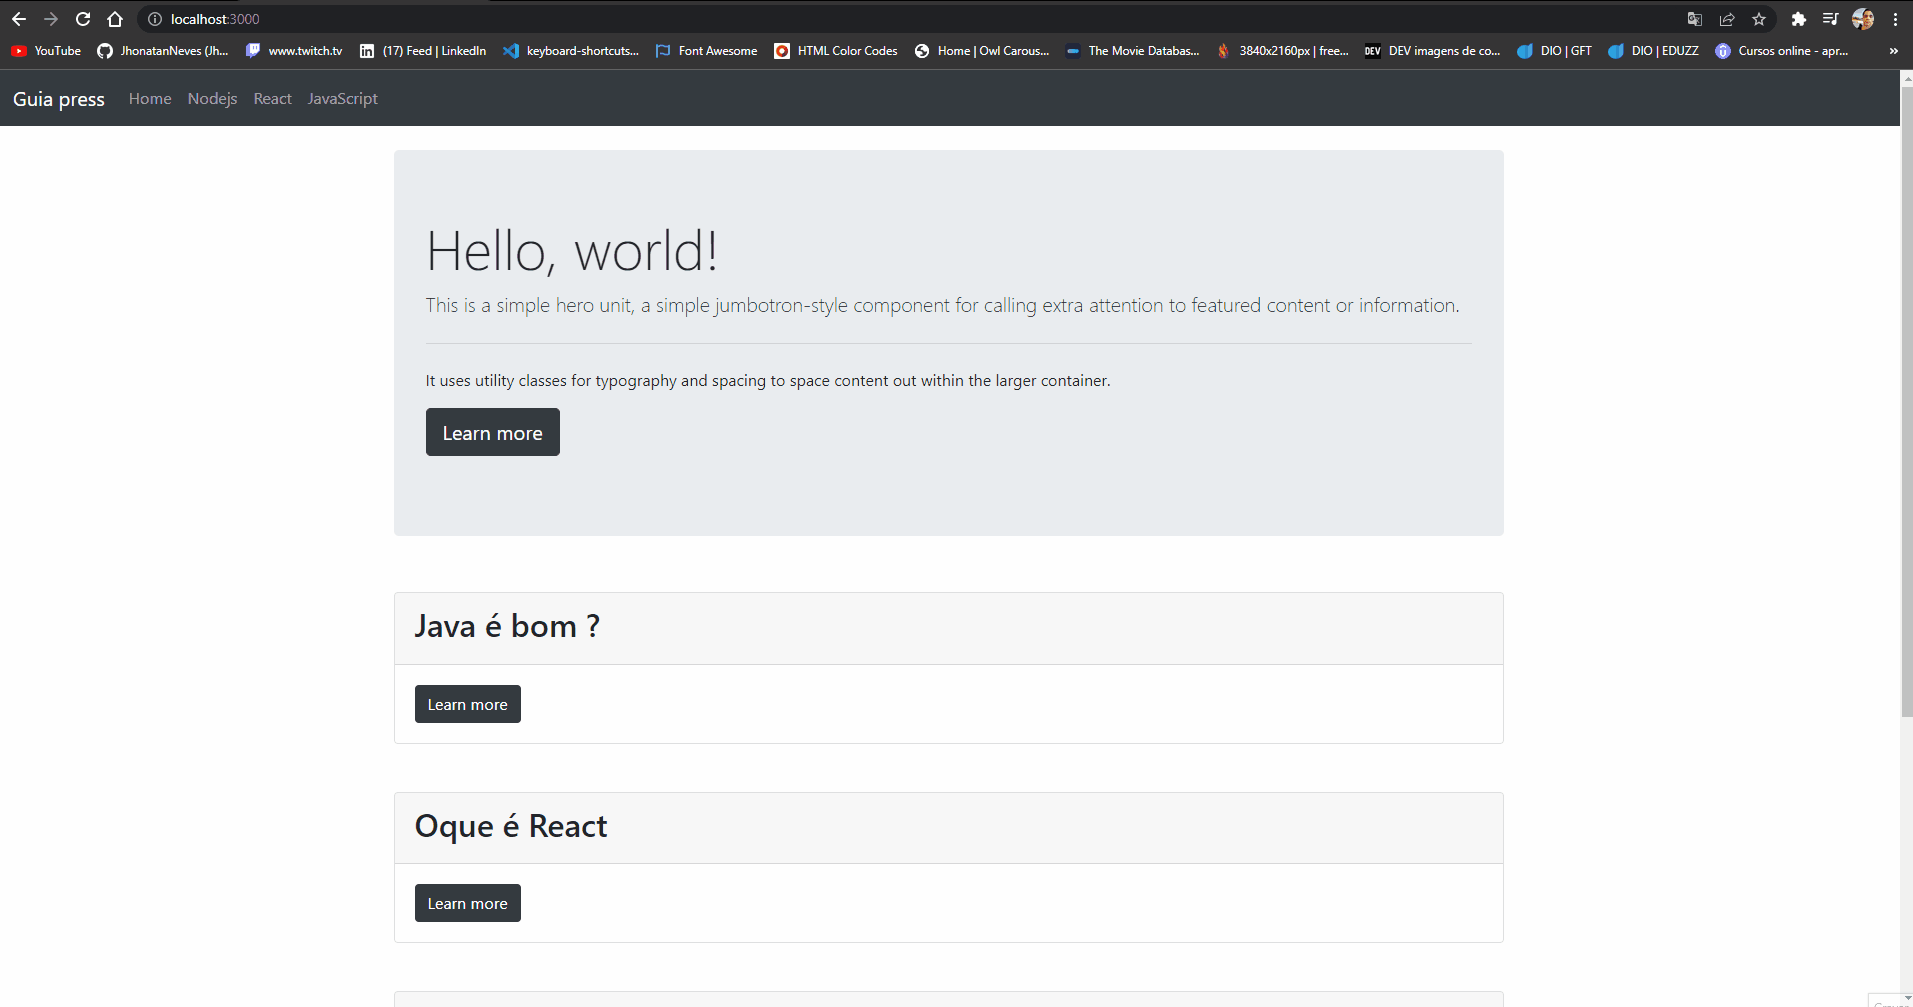 localhost:3000
YouTube JhonatanNeves (Jh... www.twitch.tv (17) Feed | LinkedIn keyboard-shortcuts... Font Awesome HTML Color Codes Home | Owl Carous... The Movie Databas... 3840x2160px | free... DEV DEV imagens de co... DIO | GFT DIO | EDUZZ Cursos online - apr... »
Guia press Home Nodejs React JavaScript
Hello, world!
This is a simple hero unit, a simple jumbotron-style component for calling extra attention to featured content or information.
It uses utility classes for typography and spacing to space content out within the larger container.
Learn more
Java é bom ?
Learn more
Oque é React
Learn more